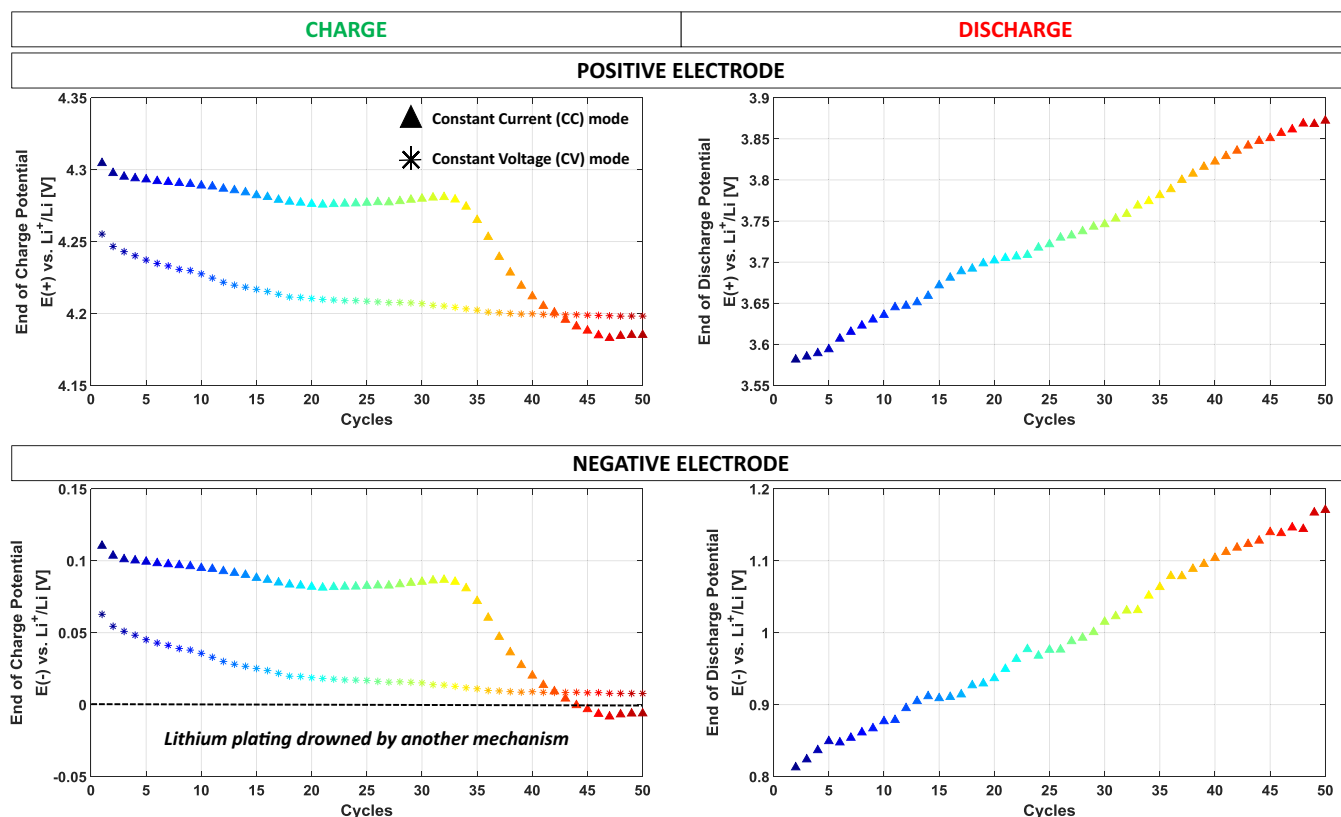 CHARGE
DISCHARGE
POSITIVE ELECTRODE
End of Charge Potential
E(+) vs. Li⁺/Li [V]
4.35
4.3
4.25
4.2
4.15
Constant Current (CC) mode
Constant Voltage (CV) mode
0 5 10 15 20 25 30 35 40 45 50
Cycles
End of Discharge Potential
E(+) vs. Li⁺/Li [V]
3.9
3.85
3.8
3.75
3.7
3.65
3.6
3.55
0 5 10 15 20 25 30 35 40 45 50
Cycles
NEGATIVE ELECTRODE
End of Charge Potential
E(-) vs. Li⁺/Li [V]
0.15
0.1
0.05
0
-0.05
Lithium plating drowned by another mechanism
0 5 10 15 20 25 30 35 40 45 50
Cycles
End of Discharge Potential
E(-) vs. Li⁺/Li [V]
1.2
1.1
1
0.9
0.8
0 5 10 15 20 25 30 35 40 45 50
Cycles